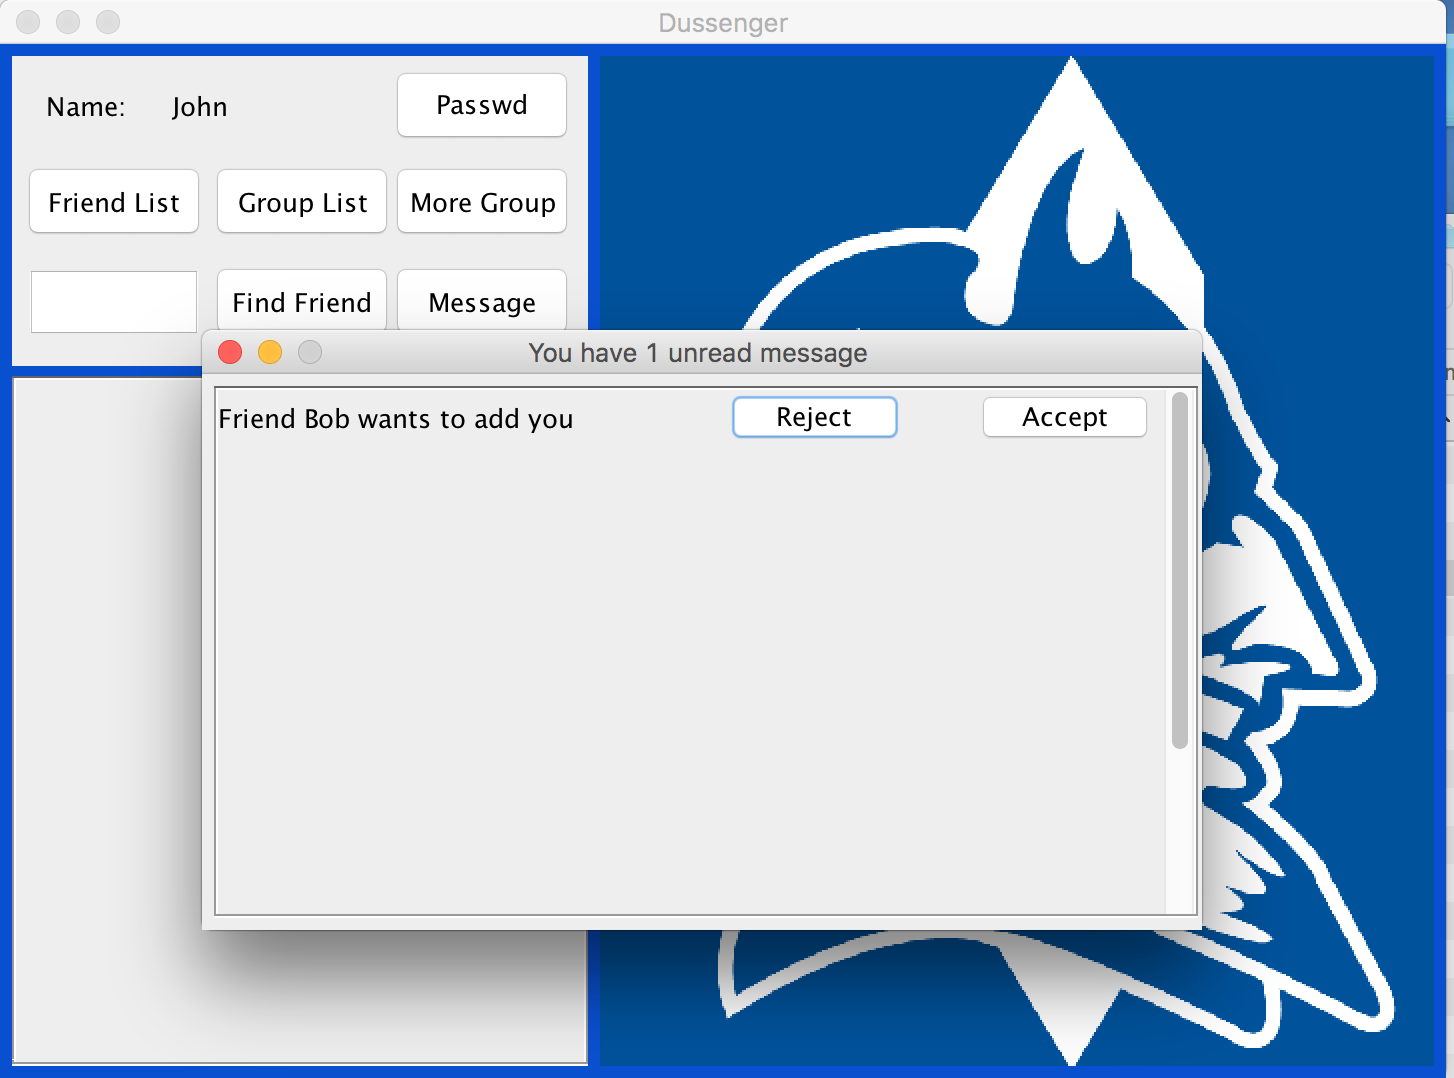 Dussenger
Name: John
Passwd
Friend List
Group List
More Group
Find Friend
Message
You have 1 unread message
Friend Bob wants to add you
Reject
Accept